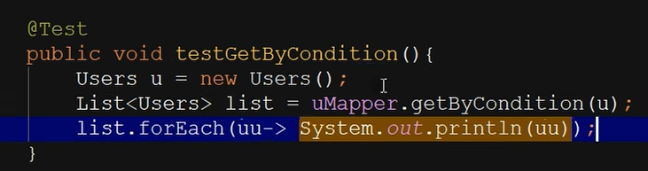 @Test
public void testGetByCondition(){
Users u = new Users();
List<Users> list = uMapper.getByCondition(u);
list.forEach(uu-> System.out.println(uu));
}